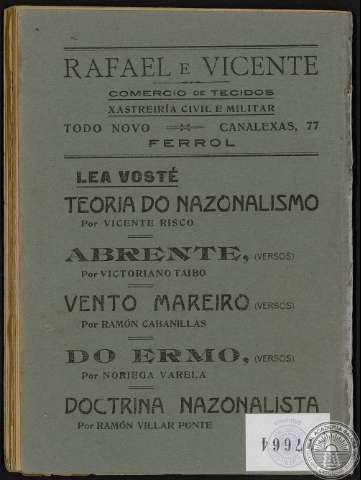 RAFAEL E VICENTE
COMERCIO DE TECIDOS
XASTREIRÍA CIVIL E MILITAR
TODO NOVO CANALEXAS, 77
FERROL
LEA VOSTÉ
TEORIA DO NAZONALISMO
Por VICENTE RISCO
ABRENTE, (VERSOS)
Por VICTORIANO TAIBO
VENTO MAREIRO (VERSOS)
Por RAMÓN CABANILLAS
DO ERMO, (VERSOS)
Por NORIEGA VARELA
DOCTRINA NAZONALISTA
Por RAMÓN VILLAR PONTE